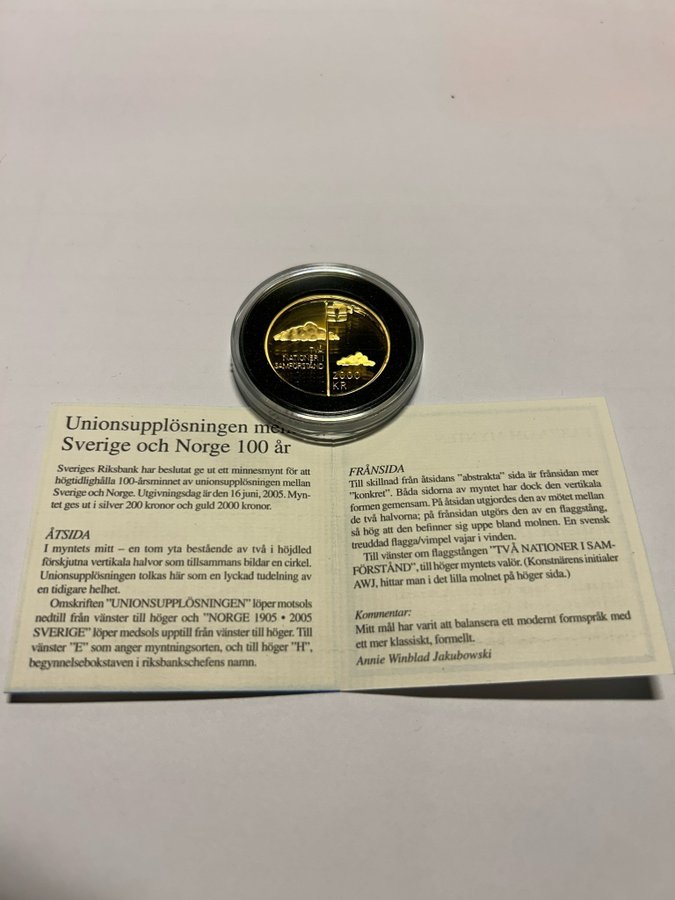 TVÅ
NATIONER I
SAMFÖRSTÅND
2000
KR
Unionsupplösningen
Sverige och Norge 100 år
Sveriges Riksbank har beslutat ge ut ett minnesmynt för att
högtidlighålla 100-årsminnet av unionsupplösningen mellan
Sverige och Norge. Utgivningsdag är den 16 juni, 2005. Myn-
tet ges ut i silver 200 kronor och guld 2000 kronor.
ÅTSIDA
I myntets mitt – en tom yta bestående av två i höjdled
förskjutna vertikala halvor som tillsammans bildar en cirkel.
Unionsupplösningen tolkas här som en lyckad tudelning av
en tidigare helhet.
Omskriften "UNIONSUPPLÖSNINGEN" löper motsols
nedtill från vänster till höger och "NORGE 1905 • 2005
SVERIGE" löper medsols upptill från vänster till höger. Till
vänster "E" som anger myntningsorten, och till höger "H",
begynnelsebokstaven i riksbankschefens namn.
FRÅNSIDA
Till skillnad från åtsidans "abstrakta" sida är frånsidan mer
"konkret". Båda sidorna av myntet har dock den vertikala
formen gemensam. På åtsidan utgjordes den av mötet mellan
de två halvorna; på frånsidan utgörs den av en flaggstång,
så hög att den befinner sig uppe bland molnen. En svensk
treuddad flagga/vimpel vajar i vinden.
Till vänster om flaggstången "TVÅ NATIONER I SAM-
FÖRSTÅND", till höger myntets valör. (Konstnärens initialer
AWJ, hittar man i det lilla molnet på höger sida.)
Kommentar:
Mitt mål har varit att balansera ett modernt formspråk med
ett mer klassiskt, formellt.
Annie Winblad Jakubowski